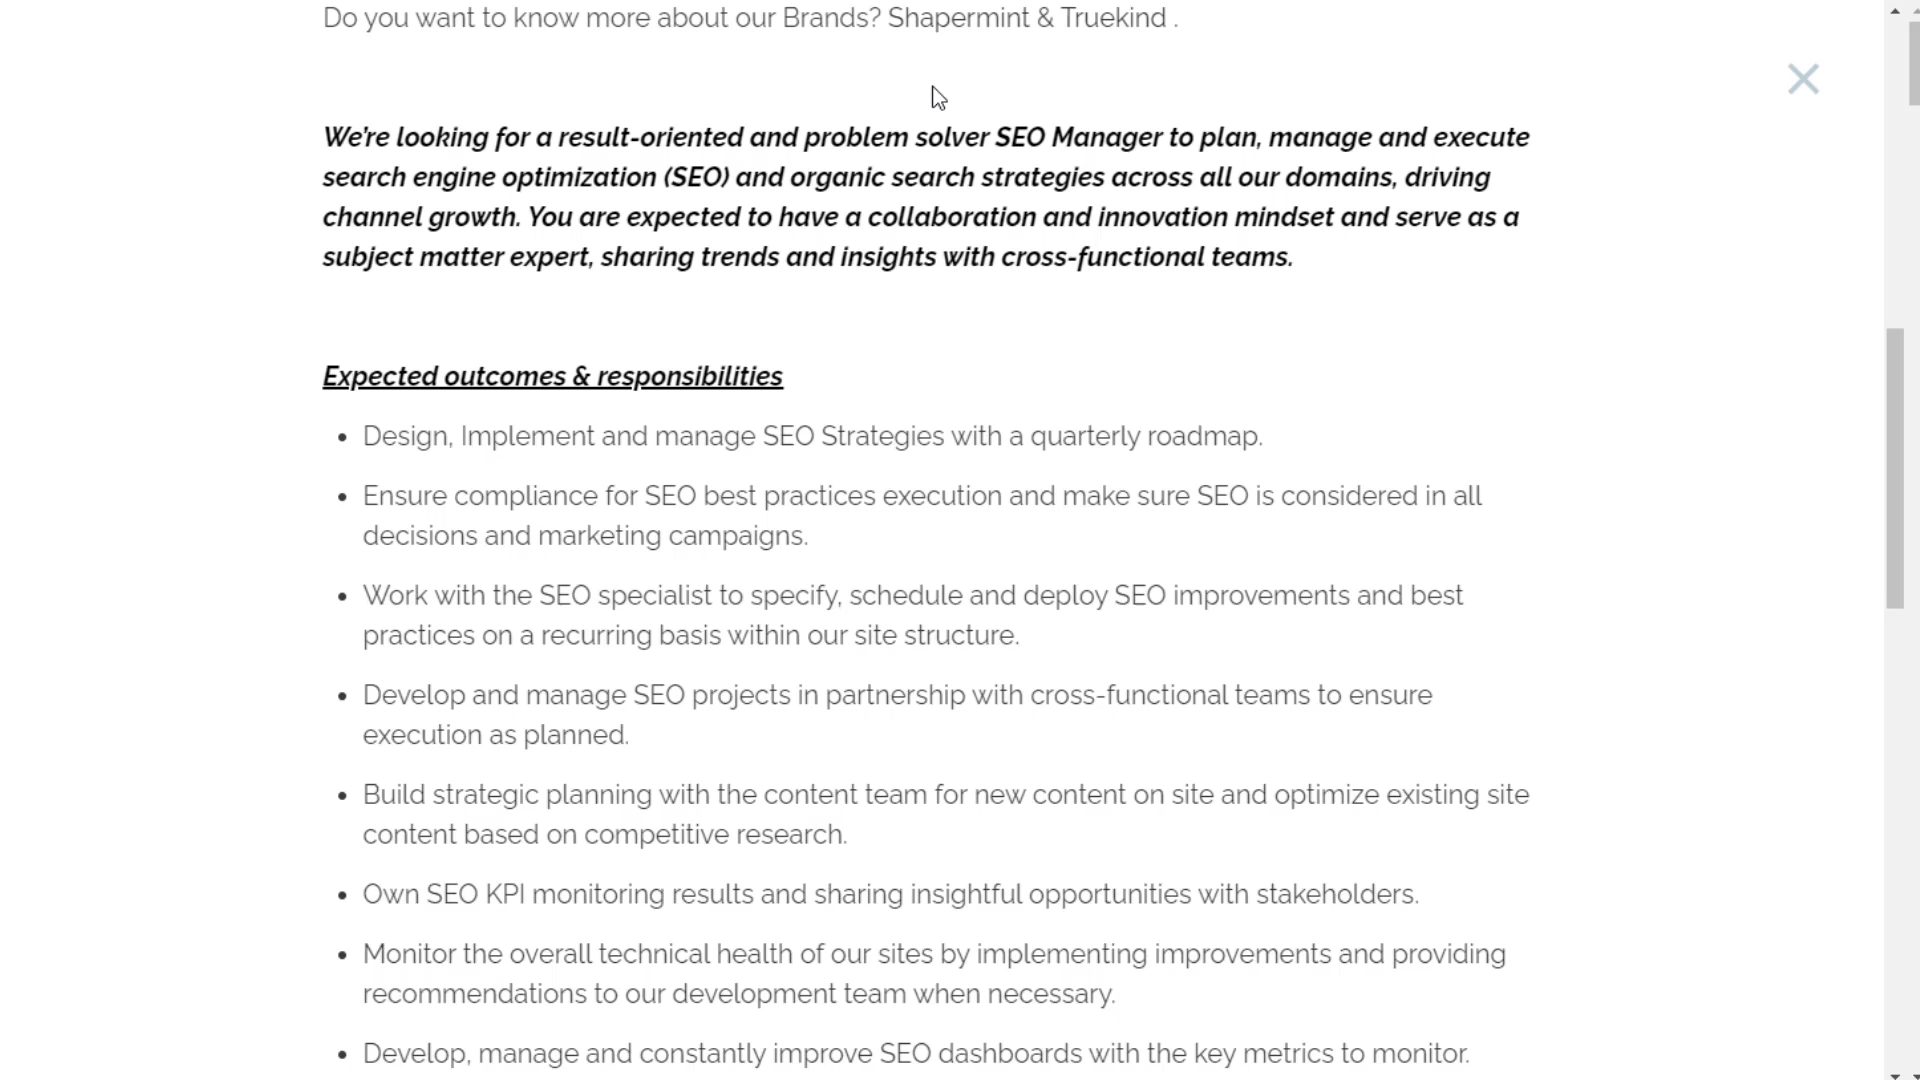 Do you want to know more about our Brands? Shapermint & Truekind .
We're looking for a result-oriented and problem solver SEO Manager to plan, manage and execute
search engine optimization (SEO) and organic search strategies across all our domains, driving
channel growth. You are expected to have a collaboration and innovation mindset and serve as a
subject matter expert, sharing trends and insights with cross-functional teams.
Expected outcomes & responsibilities
• Design, Implement and manage SEO Strategies with a quarterly roadmap.
• Ensure compliance for SEO best practices execution and make sure SEO is considered in all
decisions and marketing campaigns.
• Work with the SEO specialist to specify, schedule and deploy SEO improvements and best
practices on a recurring basis within our site structure.
• Develop and manage SEO projects in partnership with cross-functional teams to ensure
execution as planned.
• Build strategic planning with the content team for new content on site and optimize existing site
content based on competitive research.
• Own SEO KPI monitoring results and sharing insightful opportunities with stakeholders.
• Monitor the overall technical health of our sites by implementing improvements and providing
recommendations to our development team when necessary.
• Develop, manage and constantly improve SEO dashboards with the key metrics to monitor.